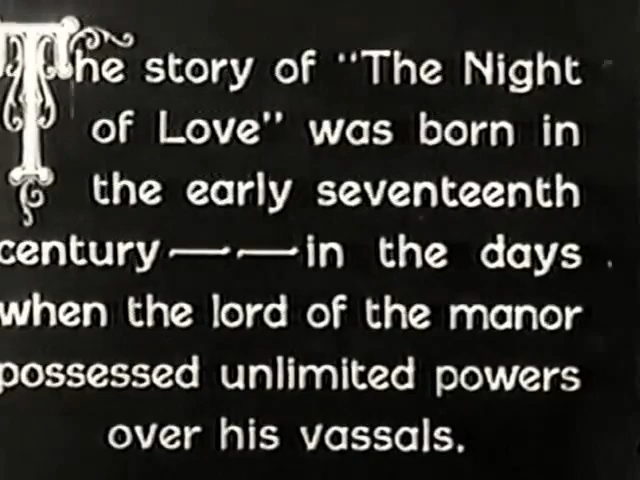 The story of "The Night
of Love" was born in
the early seventeenth
century——in the days
when the lord of the manor
possessed unlimited powers
over his vassals.